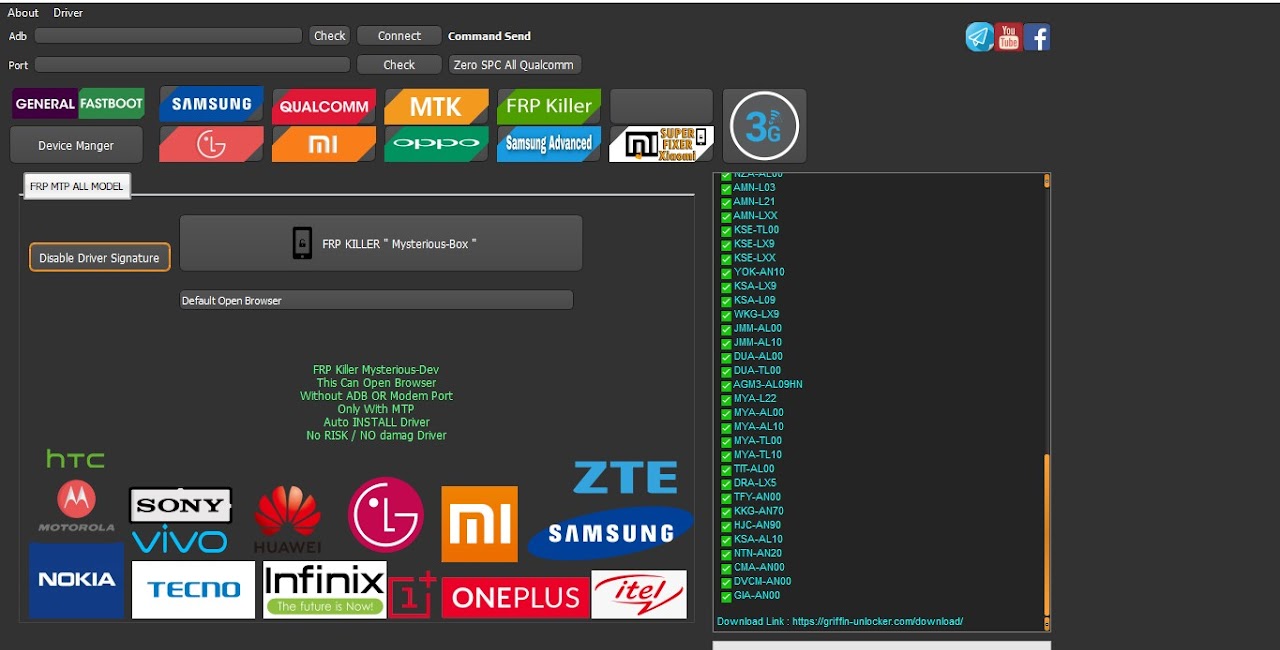 About Driver
Adb Check Connect Command Send
You Tube f
Port Check Zero SPC All Qualcomm
GENERAL FASTBOOT SAMSUNG QUALCOMM MTK FRP Killer
3G
Device Manger LG MI oppo Samsung Advanced MI SUPER FIXER Xiaomi
FRP MTP ALL MODEL
FRP KILLER " Mysterious-Box "
Disable Driver Signature
Default Open Browser
FRP Killer Mysterious-Dev
This Can Open Browser
Without ADB OR Modem Port
Only With MTP
Auto INSTALL Driver
No RISK / NO damag Driver
hTC
MOTOROLA
SONY
vivo
HUAWEI
LG
MI
ZTE
SAMSUNG
NOKIA
TECNO
Infinix
The future is Now!
1+
ONEPLUS
itel
NZA-AL00
AMN-L03
AMN-L21
AMN-LXX
KSE-TL00
KSE-LX9
KSE-LXX
YOK-AN10
KSA-LX9
KSA-L09
WKG-LX9
JMM-AL00
JMM-AL10
DUA-AL00
DUA-TL00
AGM3-AL09HN
MYA-L22
MYA-AL00
MYA-AL10
MYA-TL00
MYA-TL10
TIT-AL00
DRA-LX5
TFY-AN00
KKG-AN70
HJC-AN90
KSA-AL10
NTN-AN20
CMA-AN00
DVCM-AN00
GIA-AN00
Download Link : https://griffin-unlocker.com/download/